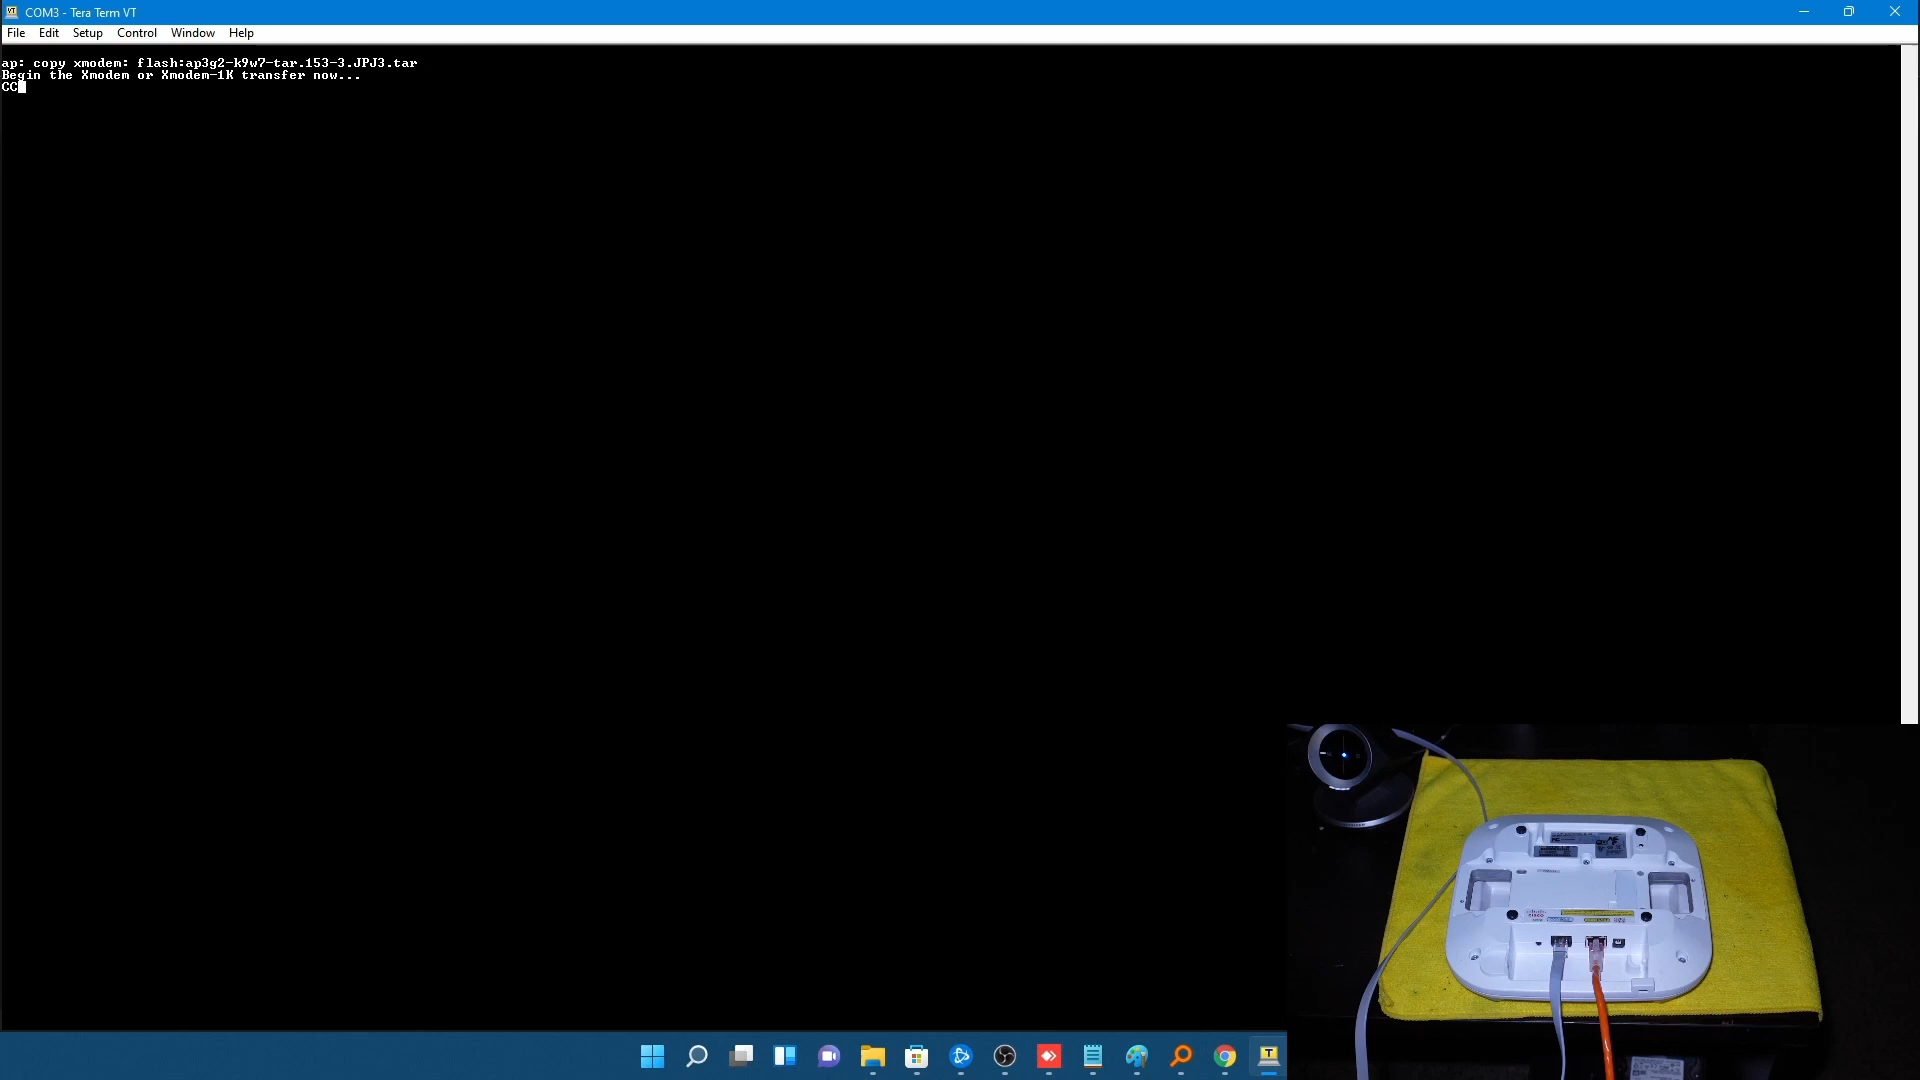 COM3 - Tera Term VT
File Edit Setup Control Window Help
ap: copy xmodem: flash:ap3g2-k9w7-tar.153-3.JPJ3.tar
Begin the Xmodem or Xmodem-1K transfer now...
CC